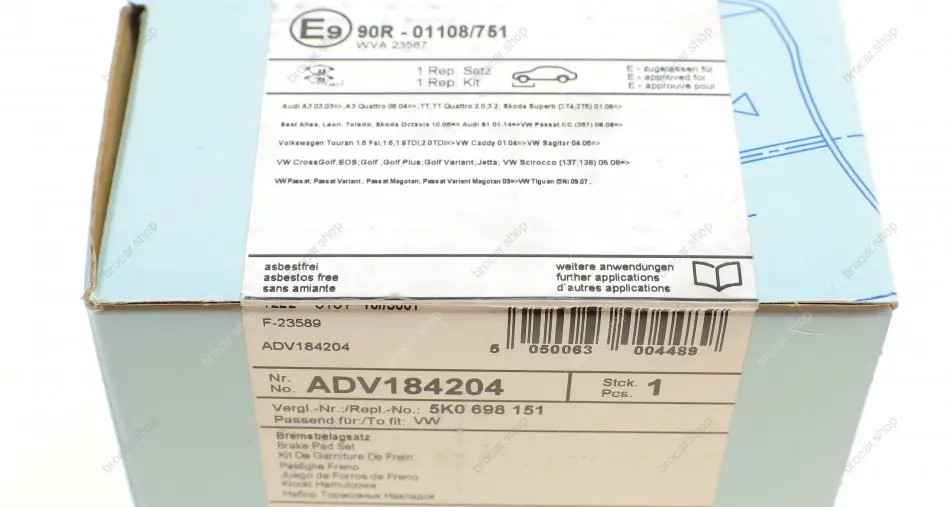 E9 90R - 01108/751
WVA 23587
1 Rep. Satz
1 Rep. Kit
E - zugelassen für
E - approved for
E - approuvé pour
Audi A3 03.03=>;A3 Quattro 06.04=>; TT,TT Quattro 2.0,3.2; Skoda Superb (3T4,3T5) 01.08=>
Seat Altea, Leon, Toledo; Skoda Octavia 10.05=> Audi S1 01.14=>VW Passat CC (357) 06.08=>
Volkswagen Touran 1.6 Fsi,1.6,1.9TDI,2.0TDI=>VW Caddy 01.04=>VW Sagitar 04.06=>
VW CrossGolf;EOS;Golf ;Golf Plus;Golf Variant;Jetta; VW Scirocco (137,138) 05.08=>
VW Passat; Passat Variant ; Passat Magotan; Passat Variant Magotan 05=>VW Tiguan (5N) 09.07...
asbestfrei
asbestos free
sans amiante
weitere anwendungen
further applications
d'autres applications
F-23589
ADV184204
5 050063 004489
Nr.
No. ADV184204
Stck.
Pcs. 1
Vergl.-Nr.:/Repl.-No.: 5K0 698 151
Passend für:/To fit: VW
Bremsbelagsatz
Brake Pad Set
Kit De Garniture De Frein
Pastiglie Freno
Juego de Forros de Freno
Klocki Hamulcowe
Набор Тормозных Накладок
brocar.shop